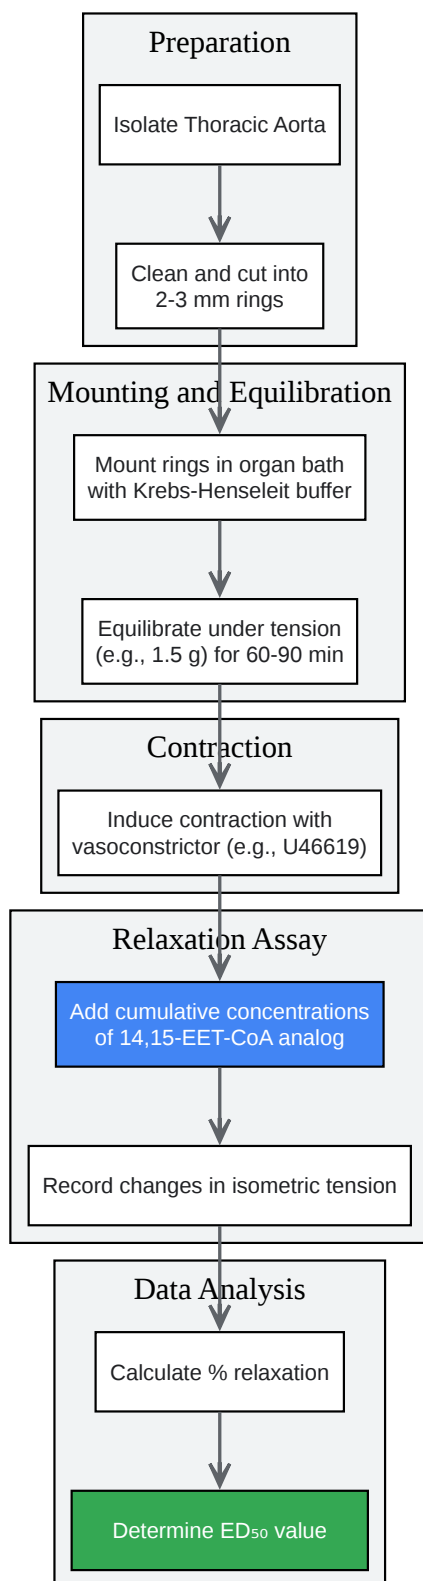 Preparation
Isolate Thoracic Aorta
Clean and cut into
2-3 mm rings
Mounting and Equilibration
Mount rings in organ bath
with Krebs-Henseleit buffer
Equilibrate under tension
(e.g., 1.5 g) for 60-90 min
Contraction
Induce contraction with
vasoconstrictor (e.g., U46619)
Relaxation Assay
Add cumulative concentrations
of 14,15-EET-CoA analog
Record changes in isometric tension
Data Analysis
Calculate % relaxation
Determine ED₅₀ value